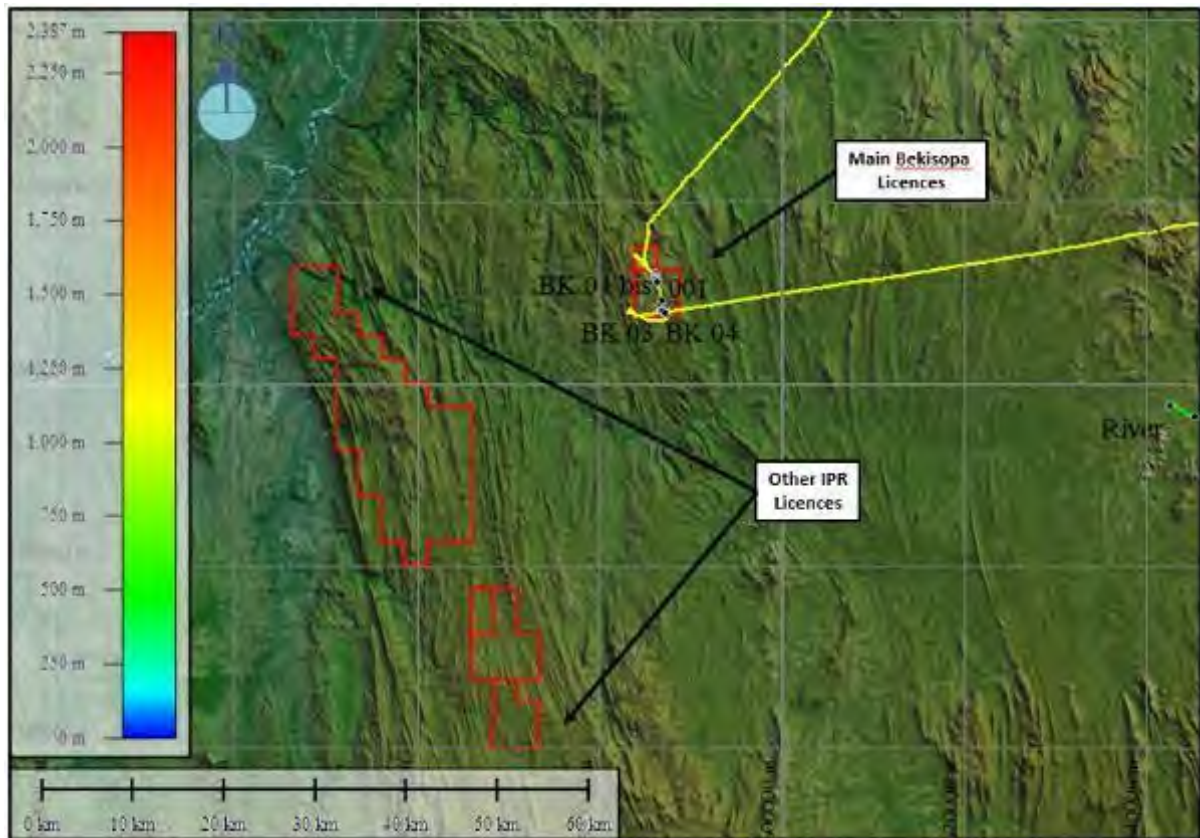 2,387 m
2,250 m
2,000 m
1,750 m
1,500 m
1,250 m
1,000 m
750 m
500 m
250 m
0 m
Main Bekisopa
Licences
BK 01 bis 001
BK 03 BK 04
River
Other IPR
Licences
0 km 10 km 20 km 30 km 40 km 50 km 60 km